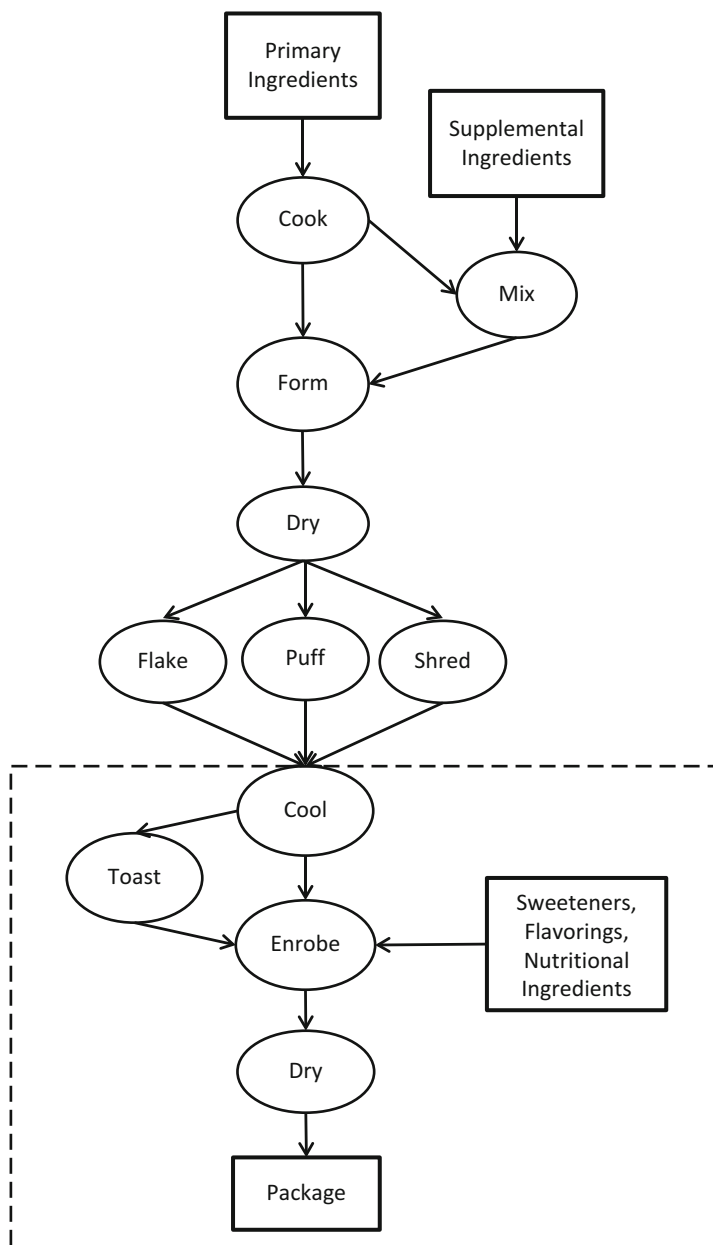 Primary
Ingredients
Supplemental
Ingredients
Cook
Mix
Form
Dry
Flake
Puff
Shred
Cool
Toast
Enrobe
Sweeteners,
Flavorings,
Nutritional
Ingredients
Dry
Package